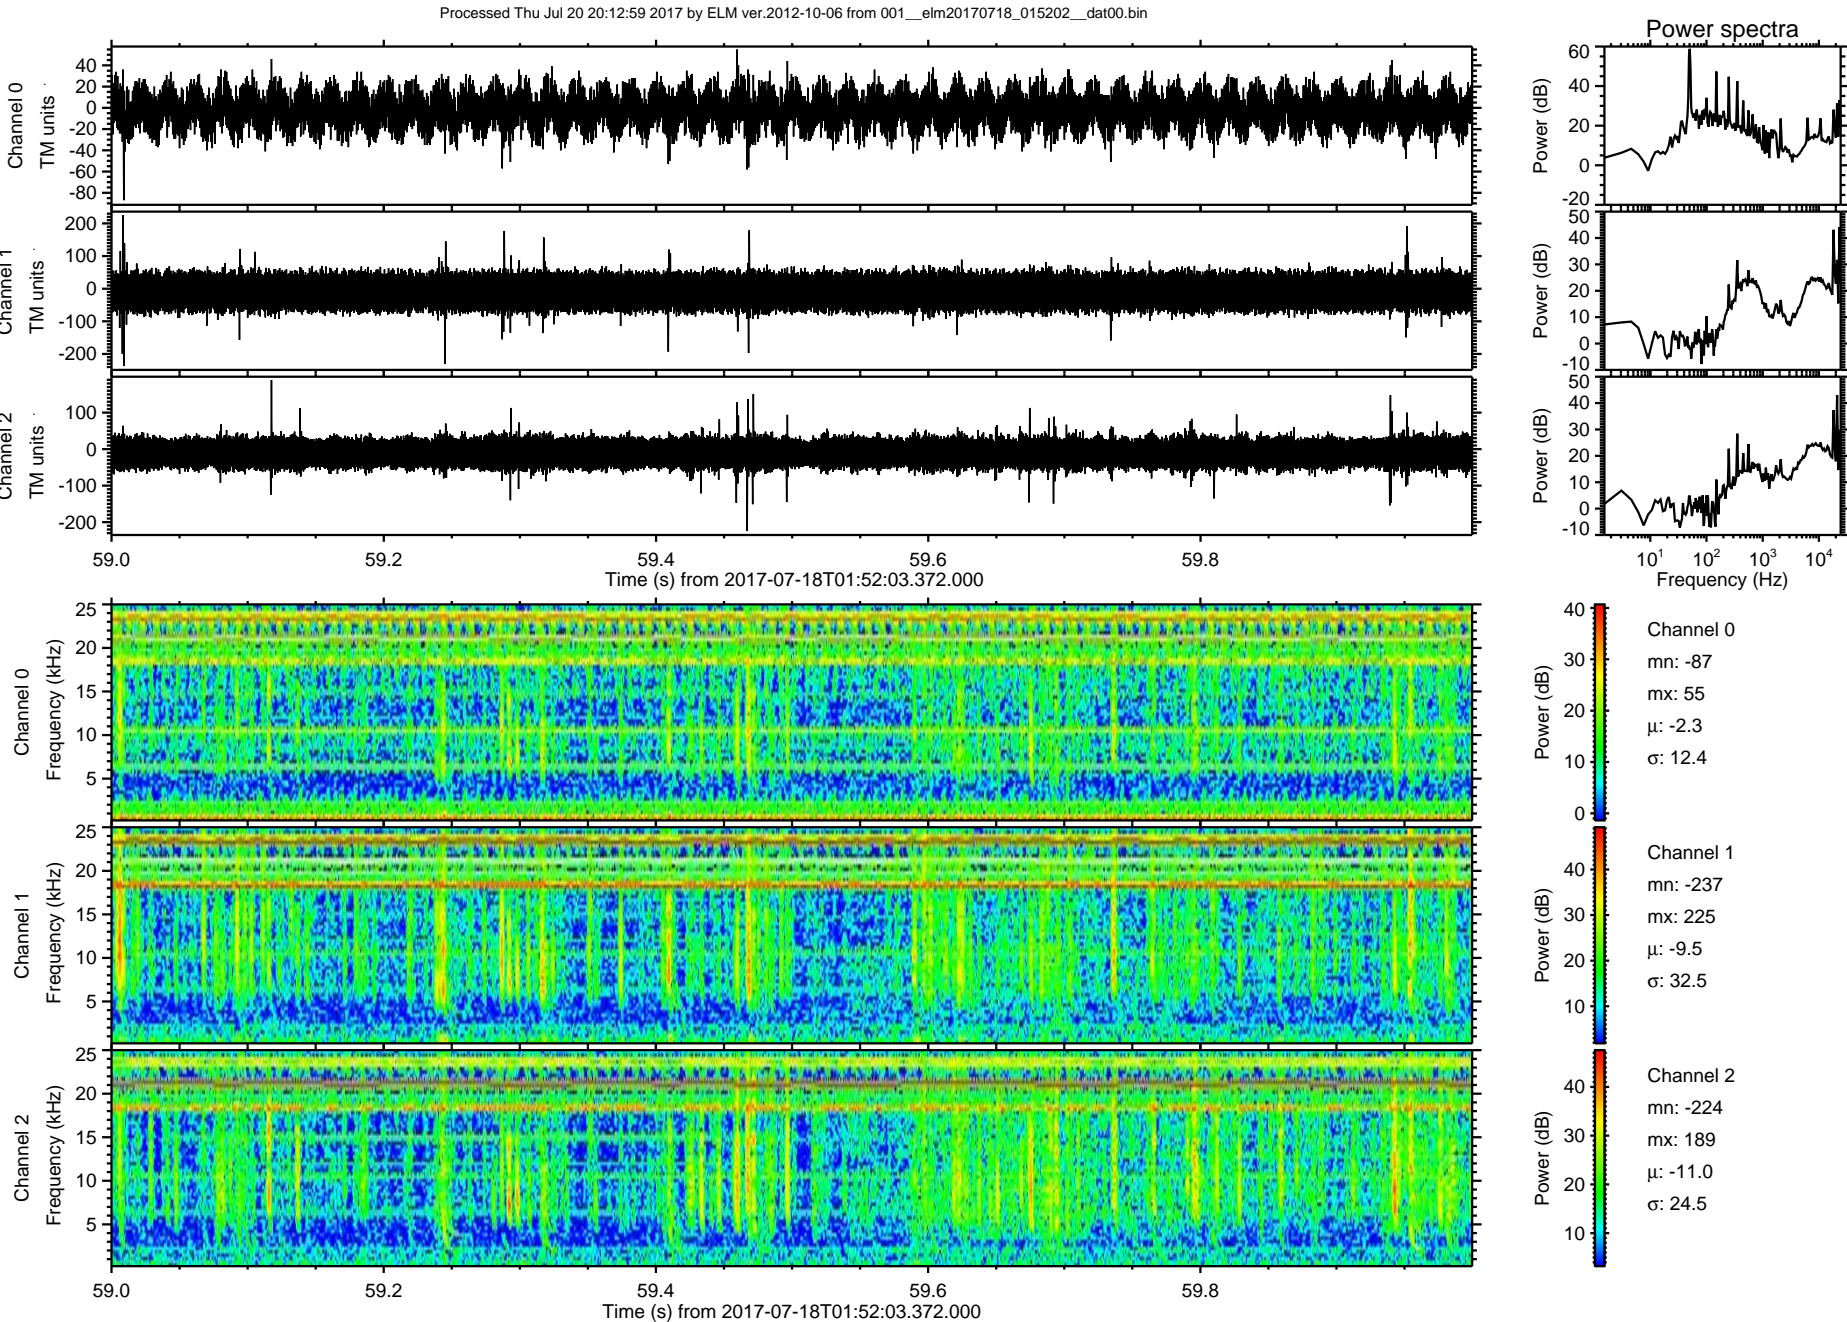 Processed Thu Jul 20 20:12:59 2017 by ELM ver.2012-10-06 from 001__elm20170718_015202__dat00.bin
Power spectra
Channel 0
TM units
40
20
0
-20
-40
-60
-80
Power (dB)
60
40
20
0
-20
Channel 1
TM units
200
100
0
-100
-200
Power (dB)
50
40
30
20
10
0
-10
Channel 2
TM units
100
0
-100
-200
Power (dB)
50
40
30
20
10
0
-10
59.0 59.2 59.4 59.6 59.8
Time (s) from 2017-07-18T01:52:03.372.000
10¹ 10² 10³ 10⁴
Frequency (Hz)
Channel 0
Frequency (kHz)
25
20
15
10
5
Power (dB)
40
30
20
10
0
Channel 0
mn: -87
mx: 55
μ: -2.3
σ: 12.4
Channel 1
Frequency (kHz)
25
20
15
10
5
Power (dB)
40
30
20
10
Channel 1
mn: -237
mx: 225
μ: -9.5
σ: 32.5
Channel 2
Frequency (kHz)
25
20
15
10
5
Power (dB)
40
30
20
10
Channel 2
mn: -224
mx: 189
μ: -11.0
σ: 24.5
59.0 59.2 59.4 59.6 59.8
Time (s) from 2017-07-18T01:52:03.372.000